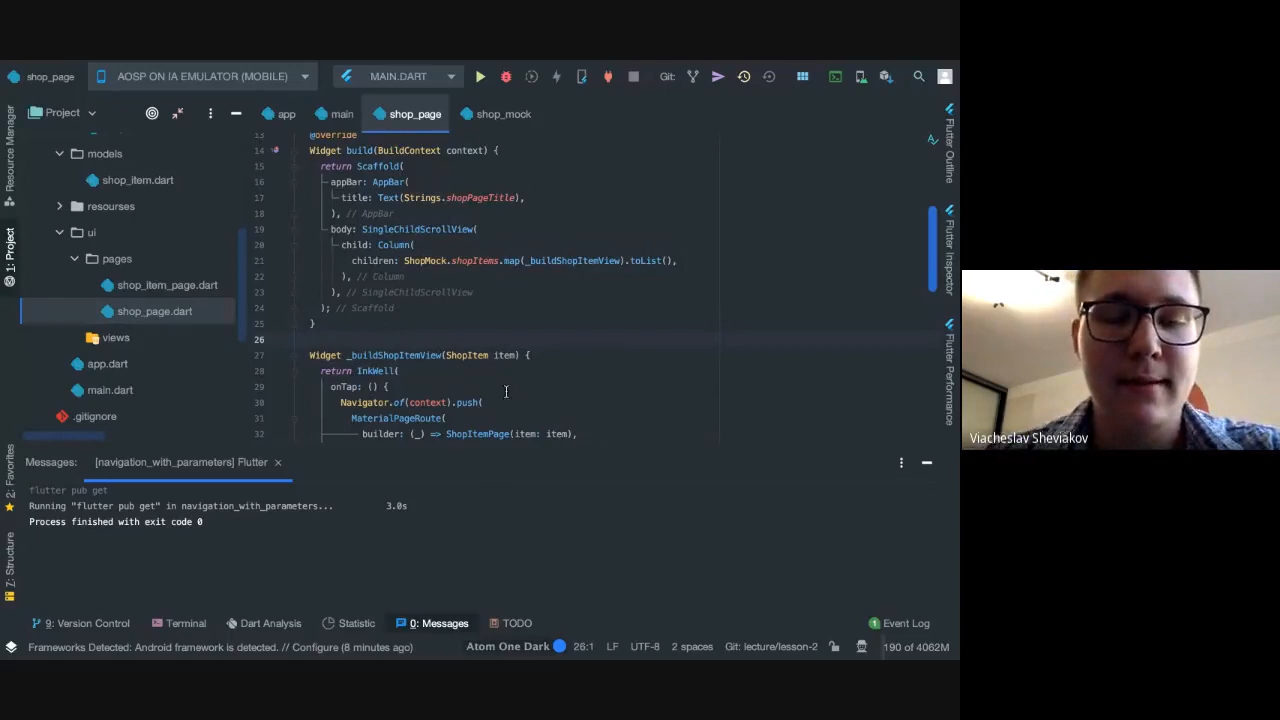 shop_page
AOSP ON IA EMULATOR (MOBILE)
MAIN.DART
Git:
Project
app
main
shop_page
shop_mock
Resource Manager
1: Project
2: Favorites
Z: Structure
models
shop_item.dart
resourses
ui
pages
shop_item_page.dart
shop_page.dart
views
app.dart
main.dart
.gitignore
13 @override
14 Widget build(BuildContext context) {
15 return Scaffold(
16 appBar: AppBar(
17 title: Text(Strings.shopPageTitle),
18 ), // AppBar
19 body: SingleChildScrollView(
20 child: Column(
21 children: ShopMock.shopItems.map(_buildShopItemView).toList(),
22 ), // Column
23 ), // SingleChildScrollView
24 ); // Scaffold
25 }
26
27 Widget _buildShopItemView(ShopItem item) {
28 return InkWell(
29 onTap: () {
30 Navigator.of(context).push(
31 MaterialPageRoute(
32 builder: (_) => ShopItemPage(item: item),
Flutter Outline
Flutter Inspector
Flutter Performance
Viacheslav Sheviakov
Messages: [navigation_with_parameters] Flutter
flutter pub get
Running "flutter pub get" in navigation_with_parameters... 3.0s
Process finished with exit code 0
9: Version Control
Terminal
Dart Analysis
Statistic
0: Messages
TODO
1 Event Log
Frameworks Detected: Android framework is detected. // Configure (8 minutes ago)
Atom One Dark
26:1
LF
UTF-8
2 spaces
Git: lecture/lesson-2
190 of 4062M